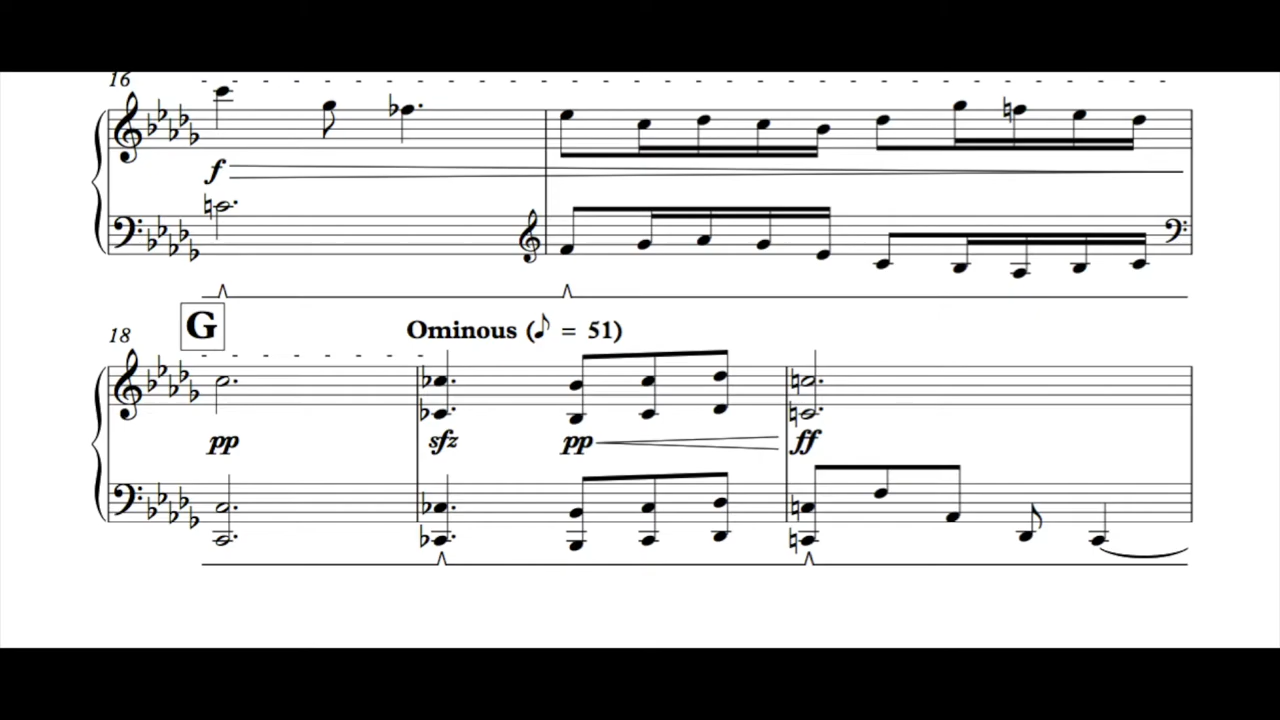 16
f
G
18
Ominous (♪ = 51)
pp sfz pp ff